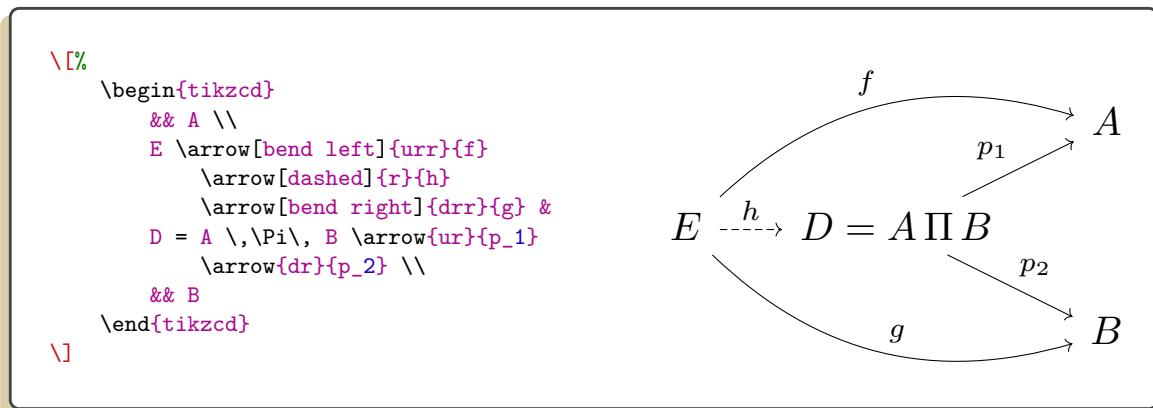 \[%
    \begin{tikzcd}
        && A \\
        E \arrow[bend left]{urr}{f}
            \arrow[dashed]{r}{h}
            \arrow[bend right]{drr}{g} &
        D = A \,\Pi\, B \arrow{ur}{p_1}
            \arrow{dr}{p_2} \\
        && B
    \end{tikzcd}
\]
f
A
p₁
E h D = A Π B
p₂
g
B